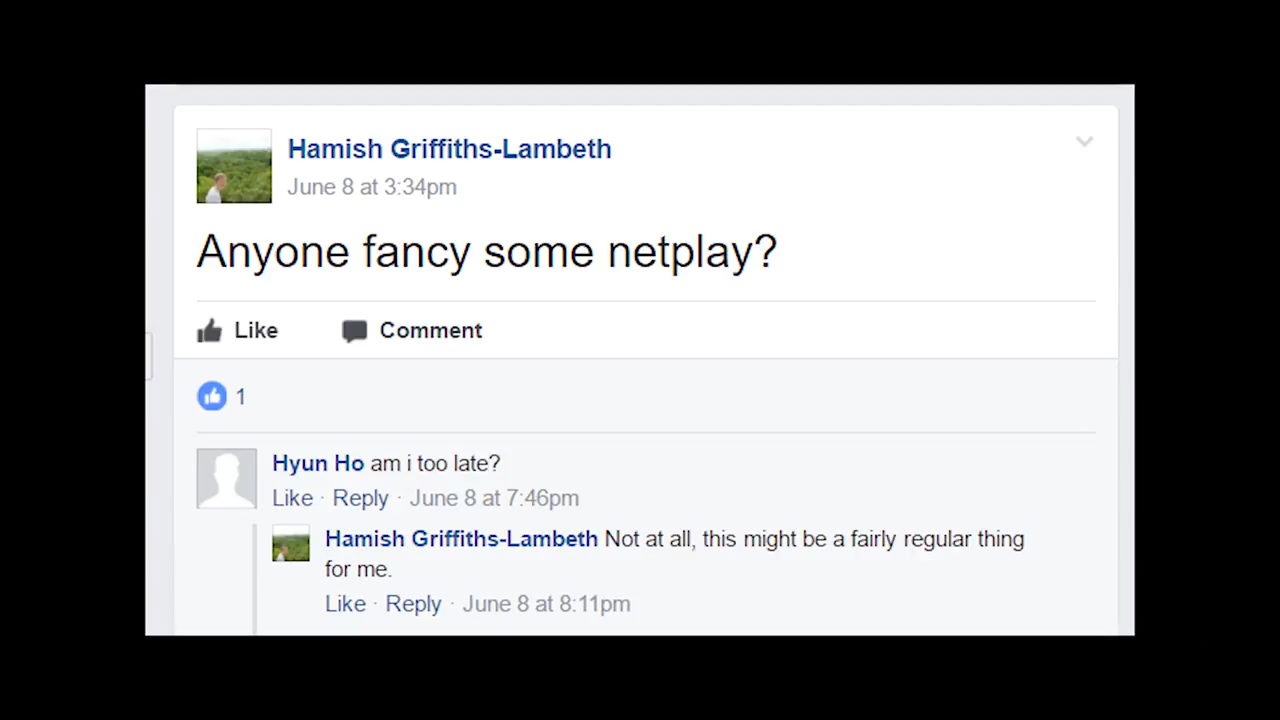 Hamish Griffiths-Lambeth
June 8 at 3:34pm
Anyone fancy some netplay?
Like Comment
1
Hyun Ho am i too late?
Like · Reply · June 8 at 7:46pm
Hamish Griffiths-Lambeth Not at all, this might be a fairly regular thing
for me.
Like · Reply · June 8 at 8:11pm